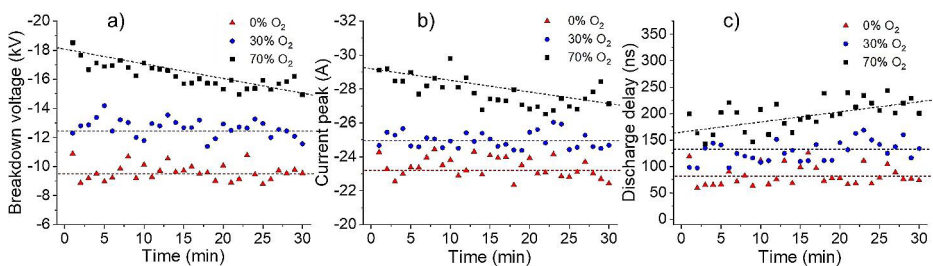 a)
0% O2
30% O2
70% O2
Breakdown voltage (-kV)
-20
-18
-16
-14
-12
-10
-8
-6
0 5 10 15 20 25 30
Time (min)
b)
0% O2
30% O2
70% O2
Current peak (A)
-32
-30
-28
-26
-24
-22
-20
0 5 10 15 20 25 30
Time (min)
c)
0% O2
30% O2
70% O2
Discharge delay (ns)
350
300
250
200
150
100
50
0
0 5 10 15 20 25 30
Time (min)